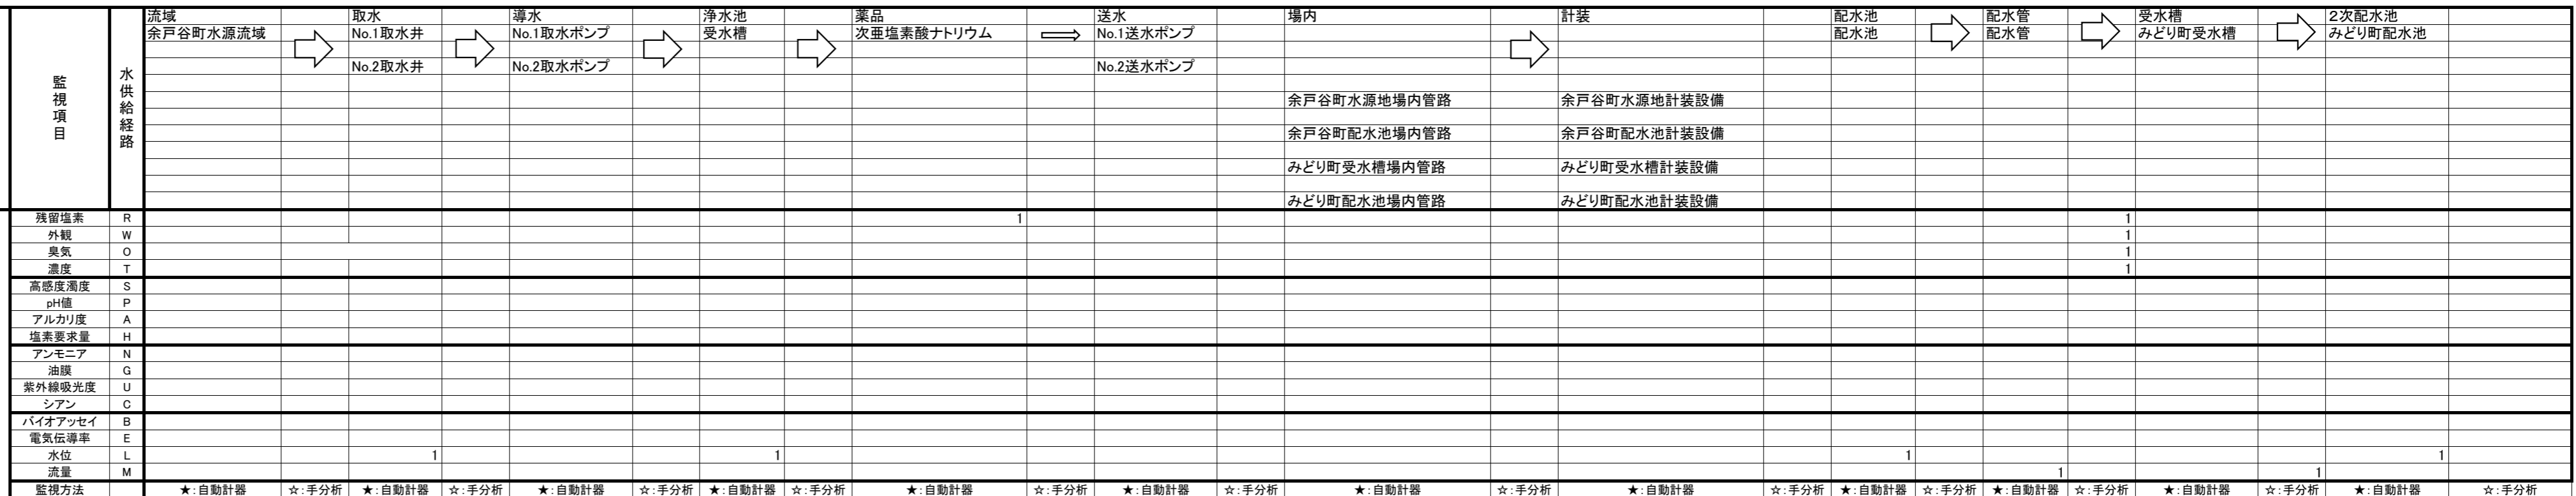 監視項目 水供給経路 流域 取水 導水 浄水池 薬品 送水 場内 計装 配水池 配水管 受水槽 2次配水池
余戸谷町水源流域 No.1取水井 No.1取水ポンプ 受水槽 次亜塩素酸ナトリウム No.1送水ポンプ 配水池 配水管 みどり町受水槽 みどり町配水池
No.2取水井 No.2取水ポンプ No.2送水ポンプ
余戸谷町水源地場内管路 余戸谷町水源地計装設備
余戸谷町配水池場内管路 余戸谷町配水池計装設備
みどり町受水槽場内管路 みどり町受水槽計装設備
みどり町配水池場内管路 みどり町配水池計装設備
残留塩素 R 1 1
外観 W 1
臭気 O 1
濃度 T 1
高感度濁度 S
pH値 P
アルカリ度 A
塩素要求量 H
アンモニア N
油膜 G
紫外線吸光度 U
シアン C
バイオアッセイ B
電気伝導率 E
水位 L 1 1 1 1
流量 M 1 1
監視方法 ★:自動計器 ☆:手分析 ★:自動計器 ☆:手分析 ★:自動計器 ☆:手分析 ★:自動計器 ☆:手分析 ★:自動計器 ☆:手分析 ★:自動計器 ☆:手分析 ★:自動計器 ☆:手分析 ★:自動計器 ☆:手分析 ★:自動計器 ☆:手分析 ★:自動計器 ☆:手分析 ★:自動計器 ☆:手分析 ★:自動計器 ☆:手分析